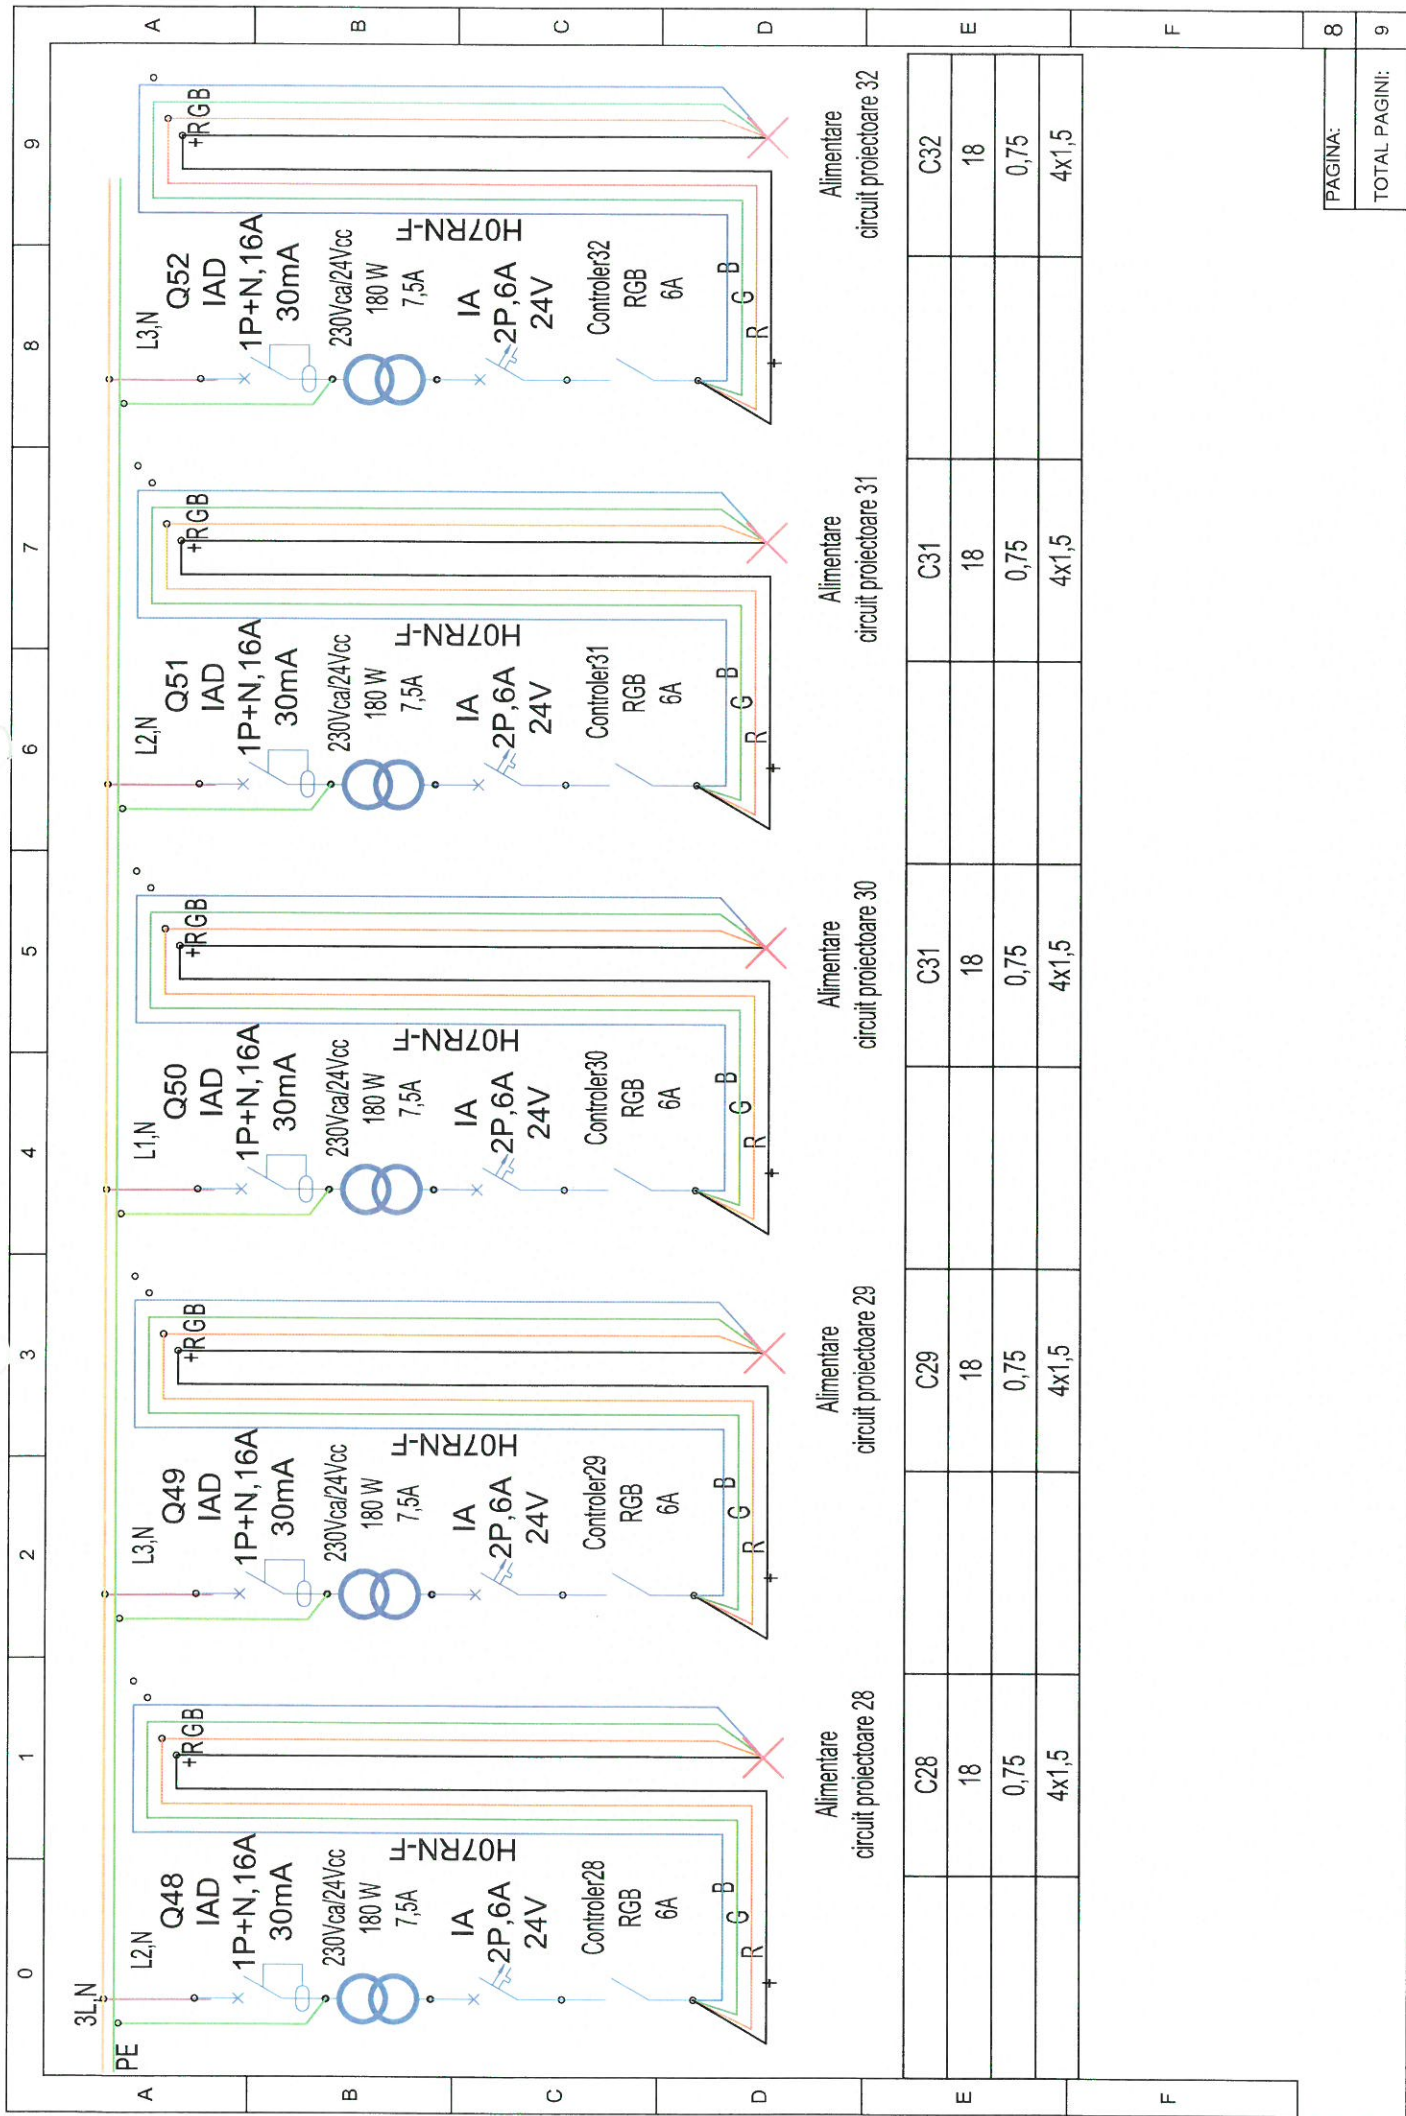 0 1 2 3 4 5 6 7 8 9
A
B
C
D
E
F
A
B
C
D
E
F
3L,N
PE
L2,N
Q48
IAD
1P+N,16A
30mA
230Vca/24Vcc
180 W
7,5A
IA
2P,6A
24V
Controler28
RGB
6A
R G B
+
H07RN-F
+RGB
Alimentare
circuit proiectoare 28
L3,N
Q49
IAD
1P+N,16A
30mA
230Vca/24Vcc
180 W
7,5A
IA
2P,6A
24V
Controler29
RGB
6A
R G B
+
H07RN-F
+RGB
Alimentare
circuit proiectoare 29
L1,N
Q50
IAD
1P+N,16A
30mA
230Vca/24Vcc
180 W
7,5A
IA
2P,6A
24V
Controler30
RGB
6A
R G B
+
H07RN-F
+RGB
Alimentare
circuit proiectoare 30
L2,N
Q51
IAD
1P+N,16A
30mA
230Vca/24Vcc
180 W
7,5A
IA
2P,6A
24V
Controler31
RGB
6A
R G B
+
H07RN-F
+RGB
Alimentare
circuit proiectoare 31
L3,N
Q52
IAD
1P+N,16A
30mA
230Vca/24Vcc
180 W
7,5A
IA
2P,6A
24V
Controler32
RGB
6A
R G B
+
H07RN-F
+RGB
Alimentare
circuit proiectoare 32
C28 C29 C31 C31 C32
18 18 18 18 18
0,75 0,75 0,75 0,75 0,75
4x1,5 4x1,5 4x1,5 4x1,5 4x1,5
PAGINA: 8
TOTAL PAGINI: 9